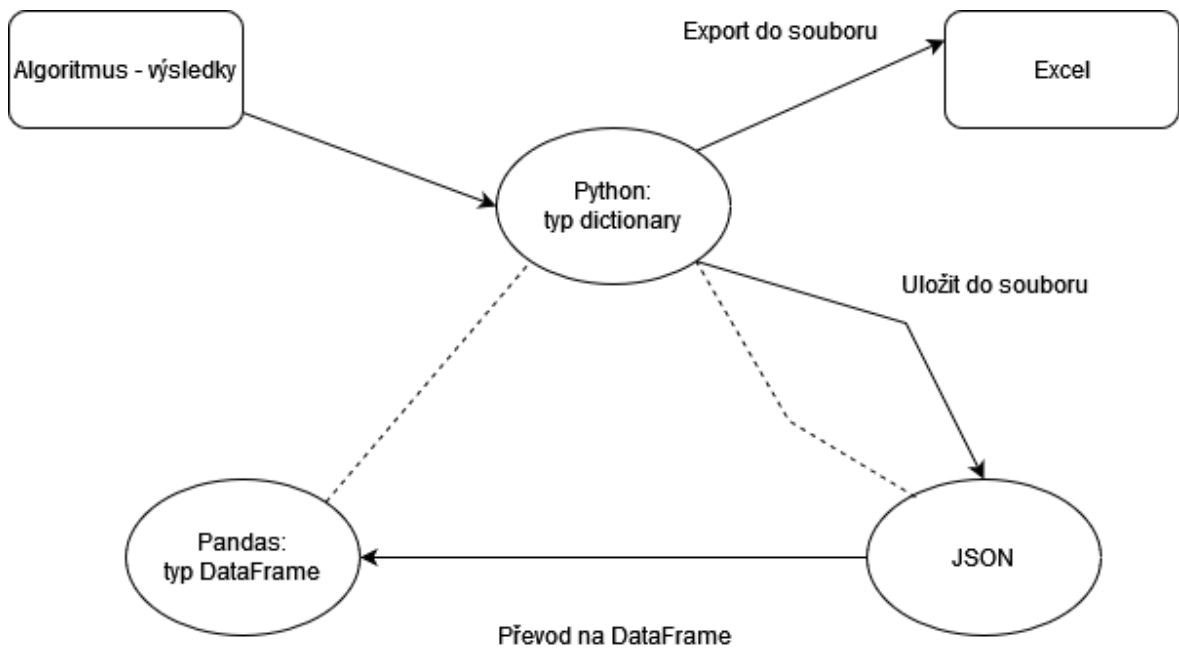 Export do souboru
Algoritmus - výsledky
Excel
Python:
typ dictionary
Uložit do souboru
Pandas:
typ DataFrame
JSON
Převod na DataFrame